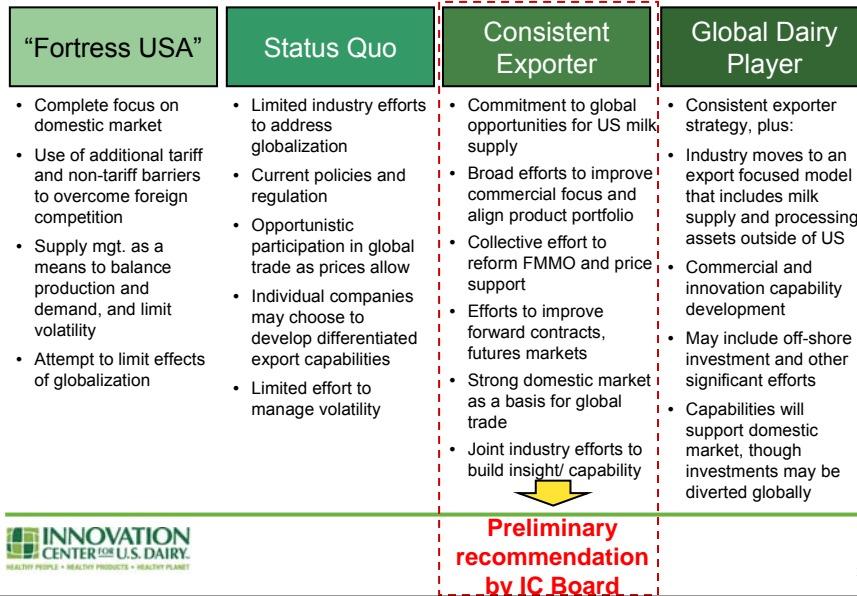 “Fortress USA”
• Complete focus on
domestic market
• Use of additional tariff
and non-tariff barriers
to overcome foreign
competition
• Supply mgt. as a
means to balance
production and
demand, and limit
volatility
• Attempt to limit effects
of globalization
Status Quo
• Limited industry efforts
to address
globalization
• Current policies and
regulation
• Opportunistic
participation in global
trade as prices allow
• Individual companies
may choose to
develop differentiated
export capabilities
• Limited effort to
manage volatility
Consistent
Exporter
• Commitment to global
opportunities for US milk
supply
• Broad efforts to improve
commercial focus and
align product portfolio
• Collective effort to
reform FMMO and price
support
• Efforts to improve
forward contracts,
futures markets
• Strong domestic market
as a basis for global
trade
• Joint industry efforts to
build insight/ capability
Global Dairy
Player
• Consistent exporter
strategy, plus:
• Industry moves to an
export focused model
that includes milk
supply and processing
assets outside of US
• Commercial and
innovation capability
development
• May include off-shore
investment and other
significant efforts
• Capabilities will
support domestic
market, though
investments may be
diverted globally
INNOVATION
CENTER FOR U.S. DAIRY.
HEALTHY PEOPLE • HEALTHY PRODUCTS • HEALTHY PLANET
Preliminary
recommendation
by IC Board